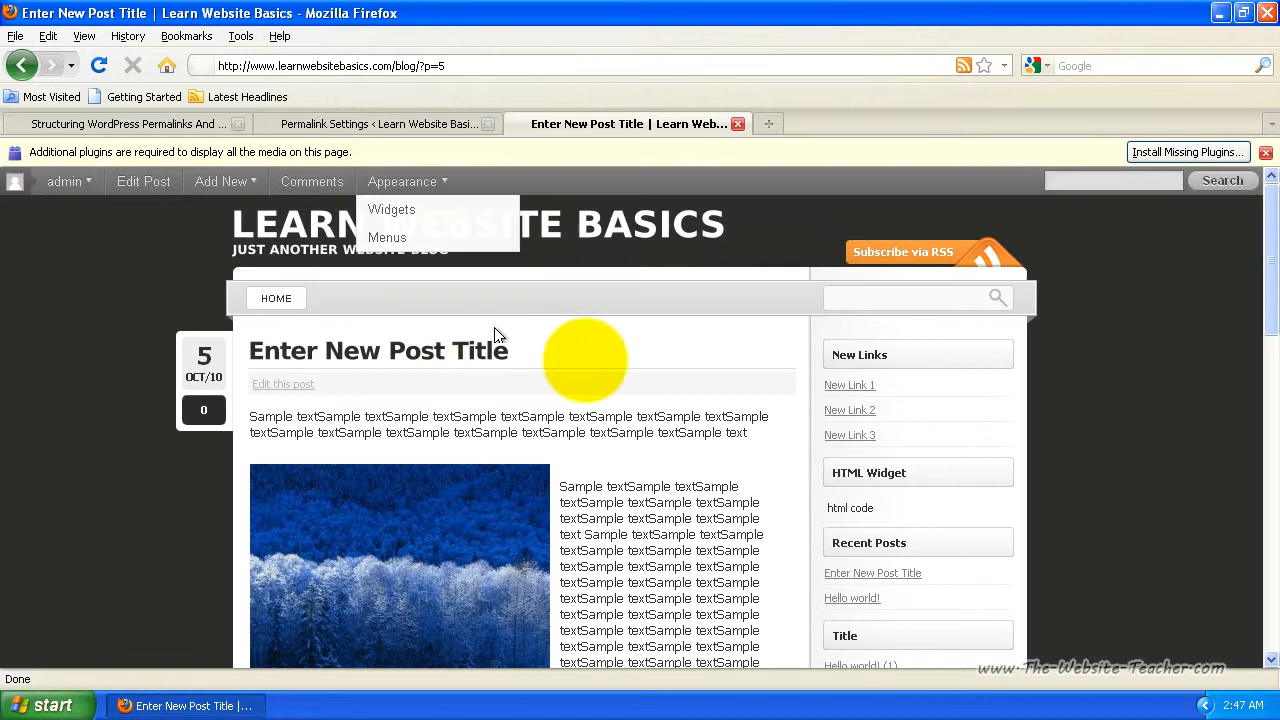 Enter New Post Title | Learn Website Basics - Mozilla Firefox
File Edit View History Bookmarks Tools Help
http://www.learnwebsitebasics.com/blog/?p=5
Google
Most Visited Getting Started Latest Headlines
Structuring WordPress Permalinks And ... Permalink Settings ‹ Learn Website Basi... Enter New Post Title | Learn Web...
Additional plugins are required to display all the media on this page. Install Missing Plugins...
admin Edit Post Add New Comments Appearance Search
Widgets
Menus
LEARN WEBSITE BASICS
JUST ANOTHER WEBSITE BLOG
Subscribe via RSS
HOME
5
OCT/10
0
Enter New Post Title
Edit this post
Sample textSample textSample textSample textSample textSample textSample textSample
textSample textSample textSample textSample textSample textSample textSample text
Sample textSample textSample
textSample textSample textSample
textSample textSample textSample
text Sample textSample textSample
textSample textSample textSample
textSample textSample textSample
textSample textSample textSample
textSample textSample textSample
textSample textSample textSample
textSample textSample textSample
textSample textSample textSample
textSample textSample textSample
New Links
New Link 1
New Link 2
New Link 3
HTML Widget
html code
Recent Posts
Enter New Post Title
Hello world!
Title
Hello world! (1)
www.The-Website-Teacher.com
Done
start Enter New Post Title |... 2:47 AM